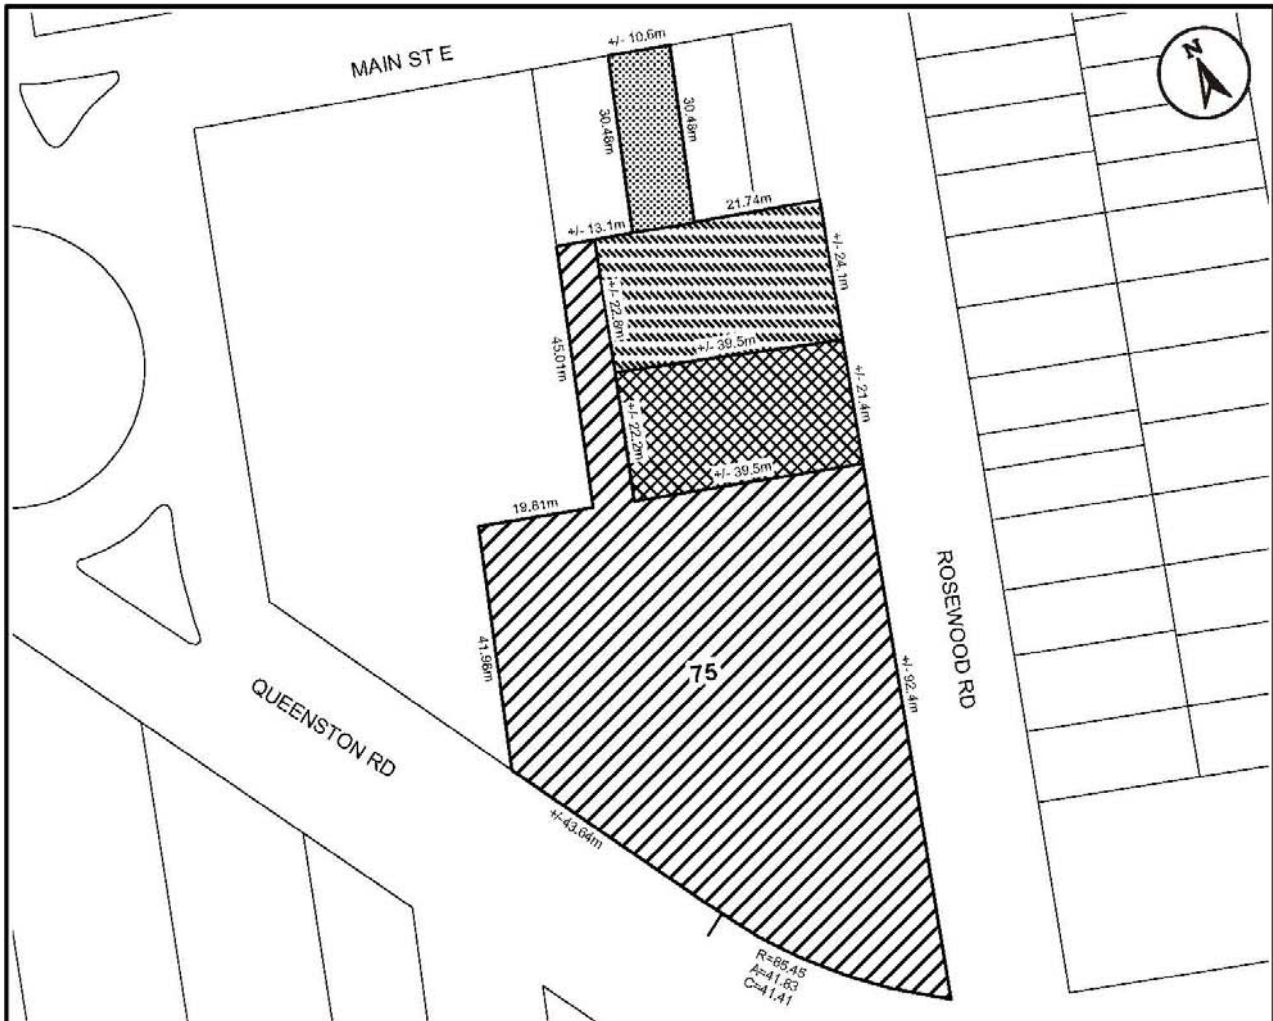 +/- 10.6m
MAIN ST E
N
30.48m
30.48m
21.74m
+/- 13.1m
+/- 24.1m
+/- 22.8m
+/- 39.5m
45.01m
+/- 21.4m
+/- 22.2m
+/- 39.5m
19.81m
ROSEWOOD RD
41.98m
75
+/- 92.4m
QUEENSTON RD
+/-43.64m
R=85.45
A=41.83
C=41.41